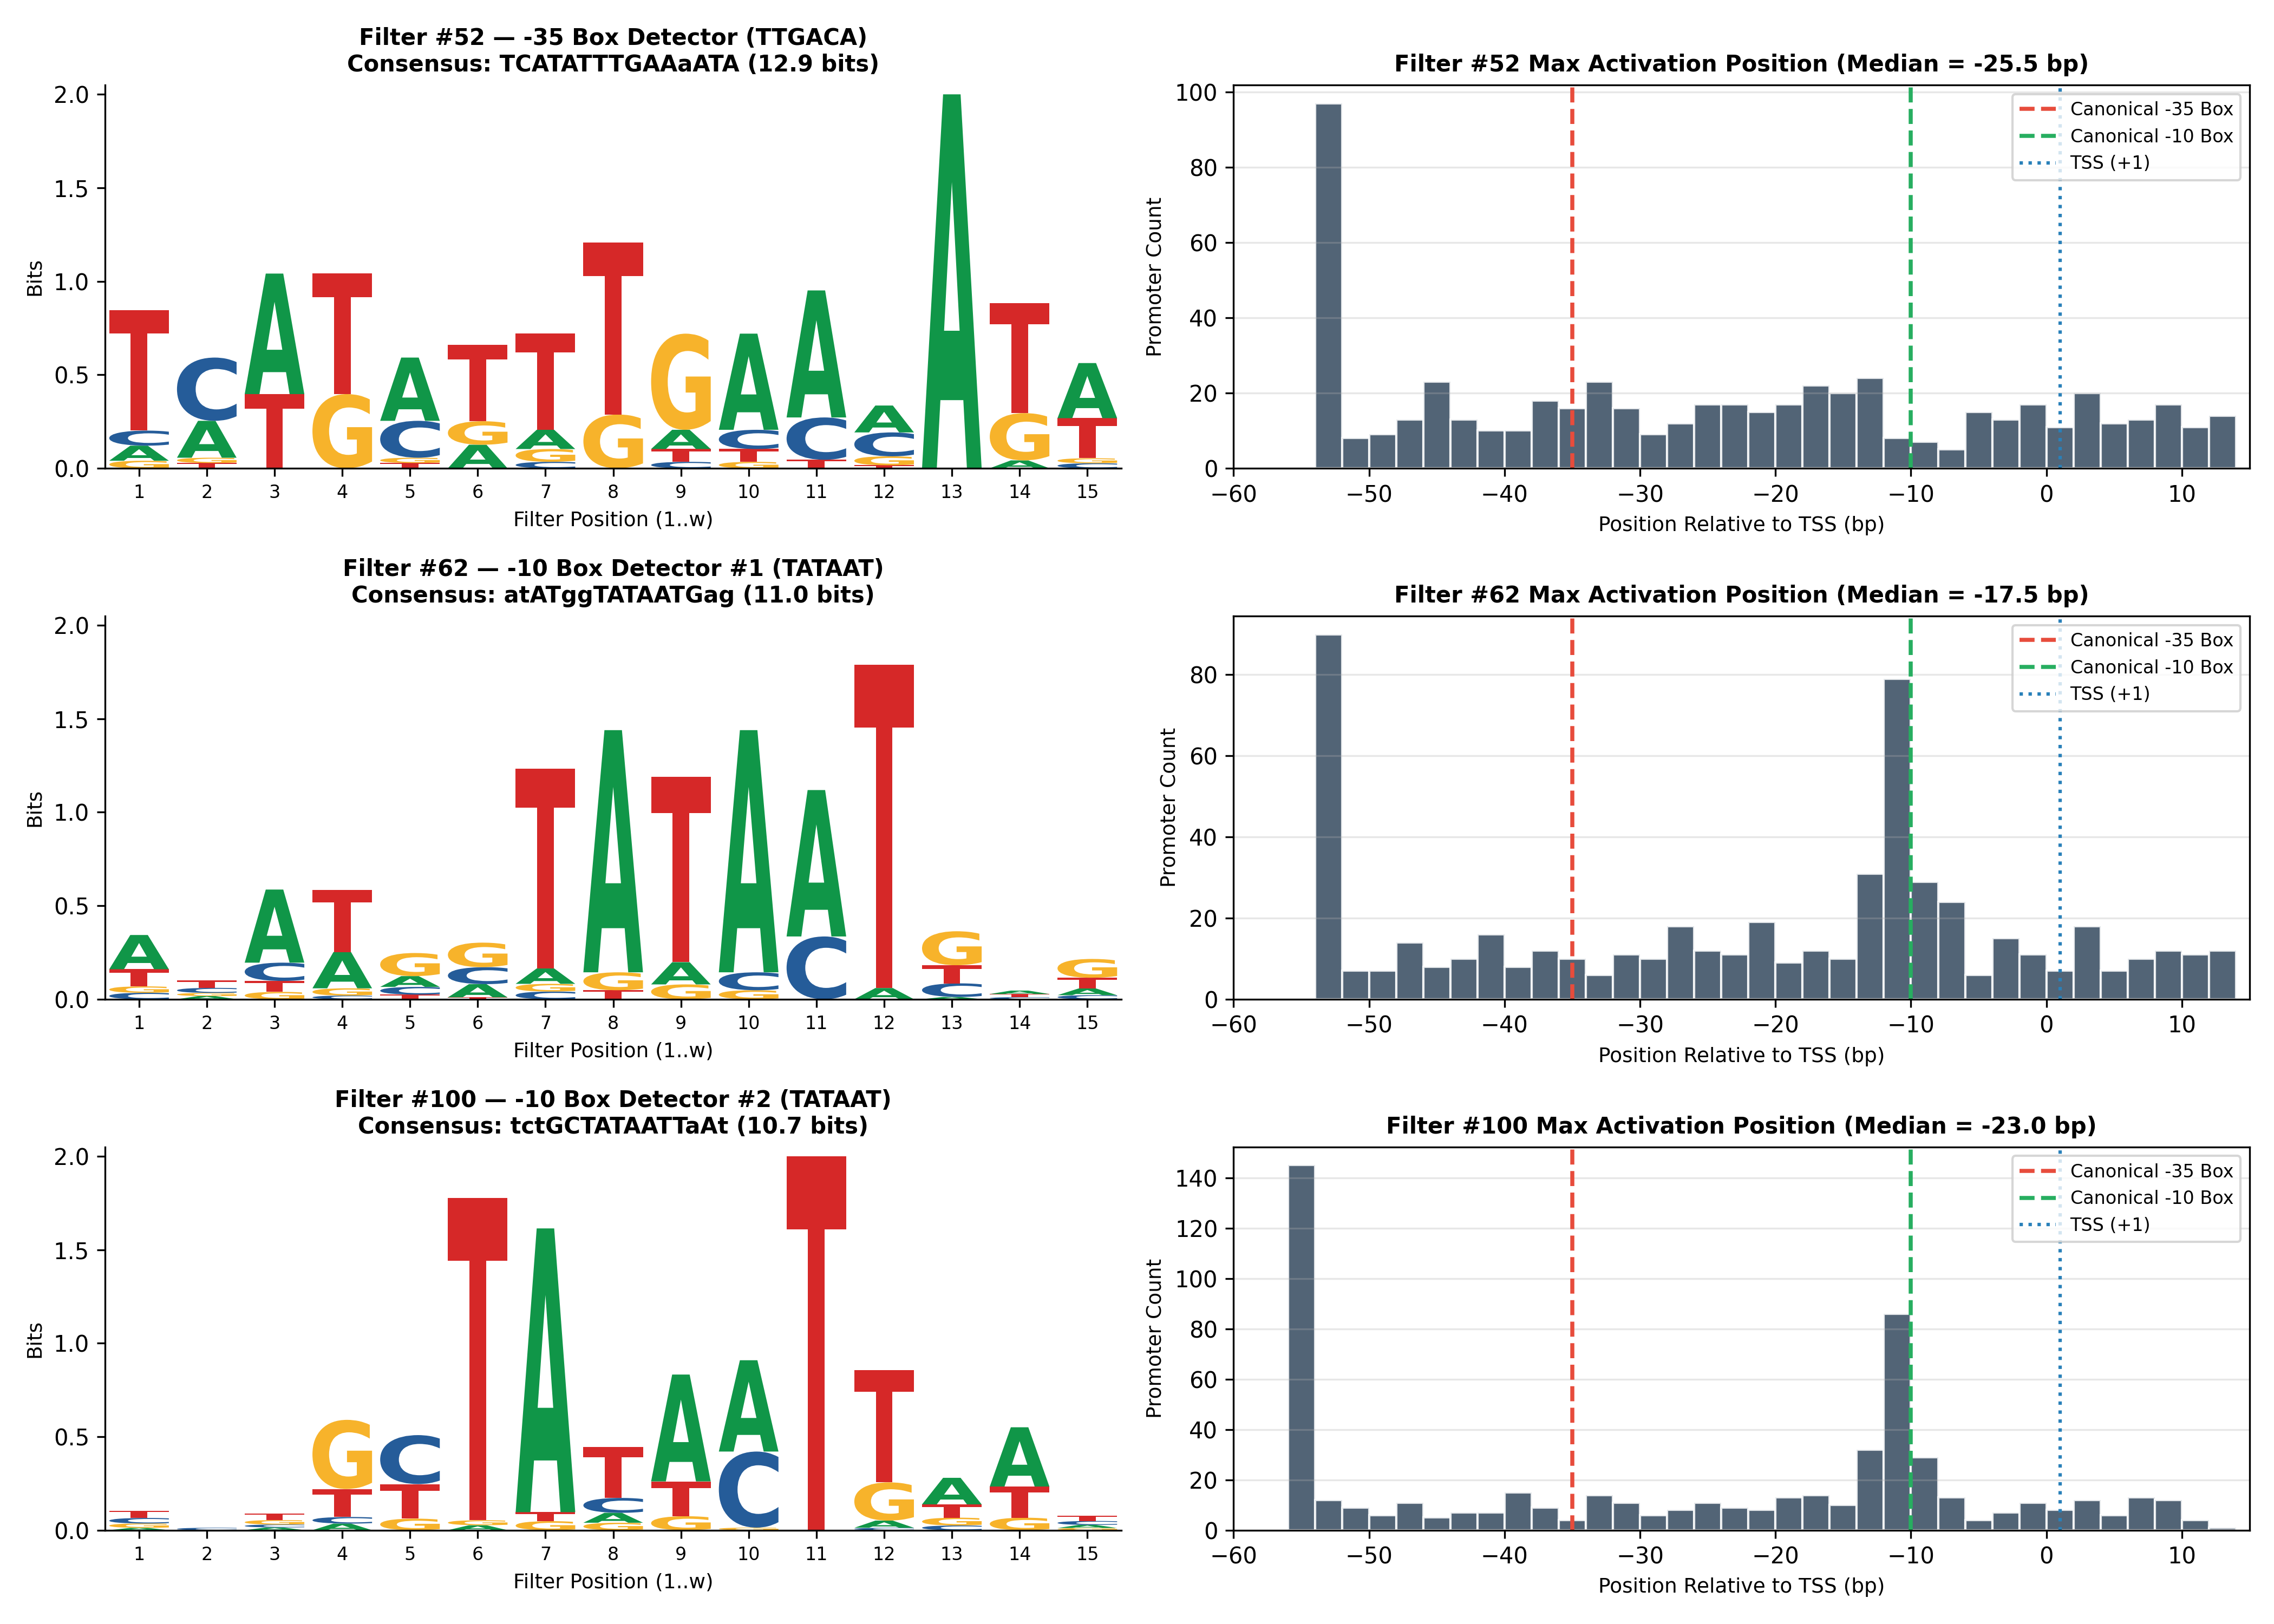 Filter #52 — -35 Box Detector (TTGACA)
Consensus: TCATATTTGAAaATA (12.9 bits)
Bits
2.0
1.5
1.0
0.5
0.0
1 2 3 4 5 6 7 8 9 10 11 12 13 14 15
Filter Position (1..w)
Filter #52 Max Activation Position (Median = -25.5 bp)
Promoter Count
100
80
60
40
20
0
−60 −50 −40 −30 −20 −10 0 10
Position Relative to TSS (bp)
Canonical -35 Box
Canonical -10 Box
TSS (+1)
Filter #62 — -10 Box Detector #1 (TATAAT)
Consensus: atATggTATAATGag (11.0 bits)
Bits
2.0
1.5
1.0
0.5
0.0
1 2 3 4 5 6 7 8 9 10 11 12 13 14 15
Filter Position (1..w)
Filter #62 Max Activation Position (Median = -17.5 bp)
Promoter Count
80
60
40
20
0
−60 −50 −40 −30 −20 −10 0 10
Position Relative to TSS (bp)
Canonical -35 Box
Canonical -10 Box
TSS (+1)
Filter #100 — -10 Box Detector #2 (TATAAT)
Consensus: tctGCTATAATTaAt (10.7 bits)
Bits
2.0
1.5
1.0
0.5
0.0
1 2 3 4 5 6 7 8 9 10 11 12 13 14 15
Filter Position (1..w)
Filter #100 Max Activation Position (Median = -23.0 bp)
Promoter Count
140
120
100
80
60
40
20
0
−60 −50 −40 −30 −20 −10 0 10
Position Relative to TSS (bp)
Canonical -35 Box
Canonical -10 Box
TSS (+1)